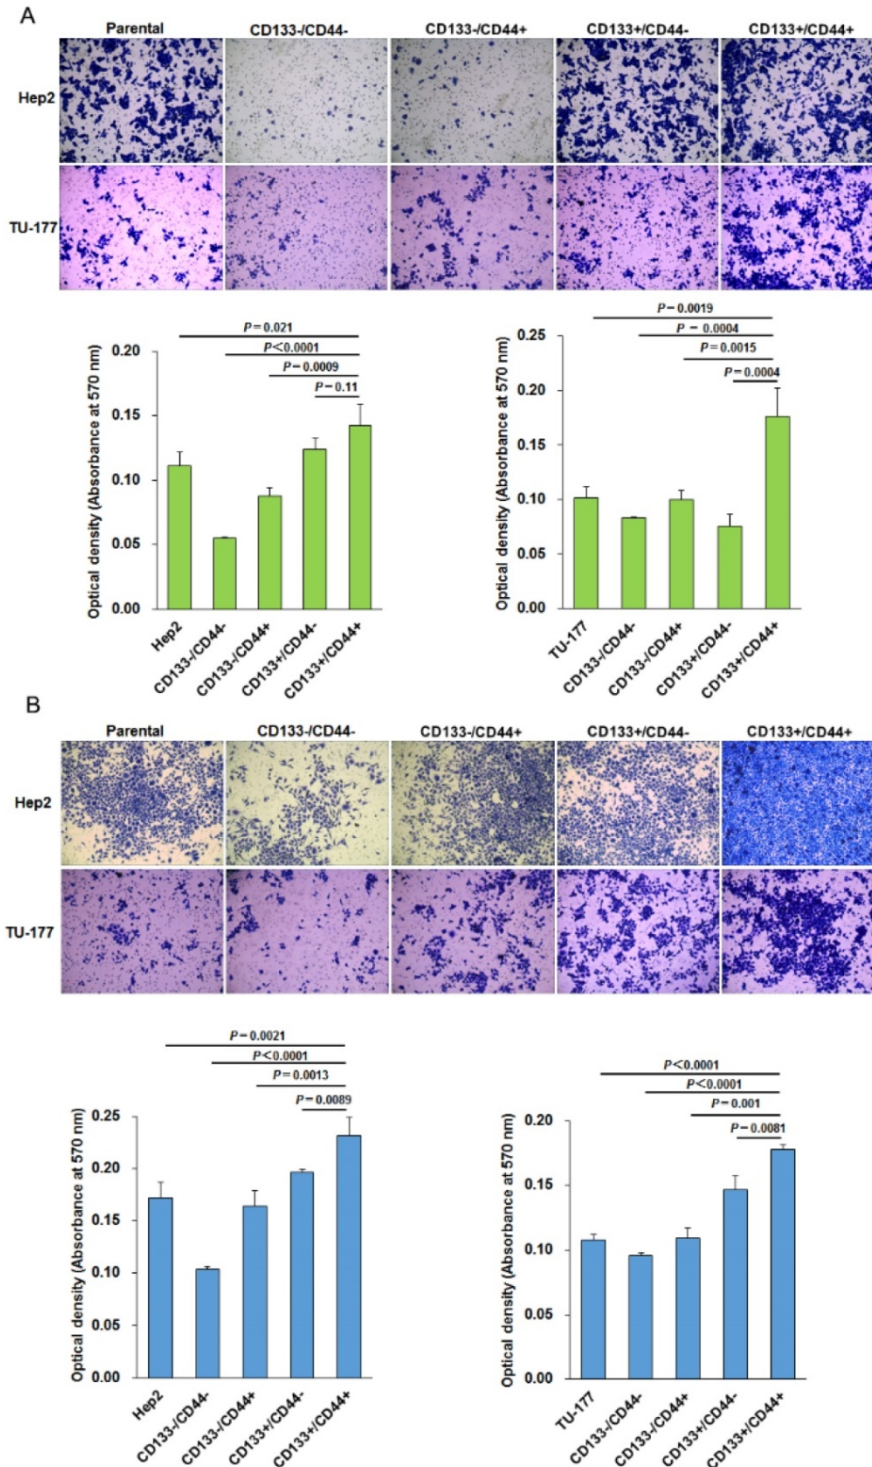 A
Parental CD133-/CD44- CD133-/CD44+ CD133+/CD44- CD133+/CD44+
Hep2
TU-177
P=0.021
P<0.0001
P=0.0009
P=0.11
Optical density (Absorbance at 570 nm)
0.20
0.15
0.10
0.05
0.00
Hep2
CD133-/CD44-
CD133-/CD44+
CD133+/CD44-
CD133+/CD44+
P=0.0019
P=0.0004
P=0.0015
P=0.0004
Optical density (Absorbance at 570 nm)
0.25
0.20
0.15
0.10
0.05
0.00
TU-177
CD133-/CD44-
CD133-/CD44+
CD133+/CD44-
CD133+/CD44+
B
Parental CD133-/CD44- CD133-/CD44+ CD133+/CD44- CD133+/CD44+
Hep2
TU-177
P=0.0021
P<0.0001
P=0.0013
P=0.0089
Optical density (Absorbance at 570 nm)
0.25
0.20
0.15
0.10
0.05
0.00
Hep2
CD133-/CD44-
CD133-/CD44+
CD133+/CD44-
CD133+/CD44+
P<0.0001
P<0.0001
P=0.001
P=0.0081
Optical density (Absorbance at 570 nm)
0.20
0.15
0.10
0.05
0.00
TU-177
CD133-/CD44-
CD133-/CD44+
CD133+/CD44-
CD133+/CD44+